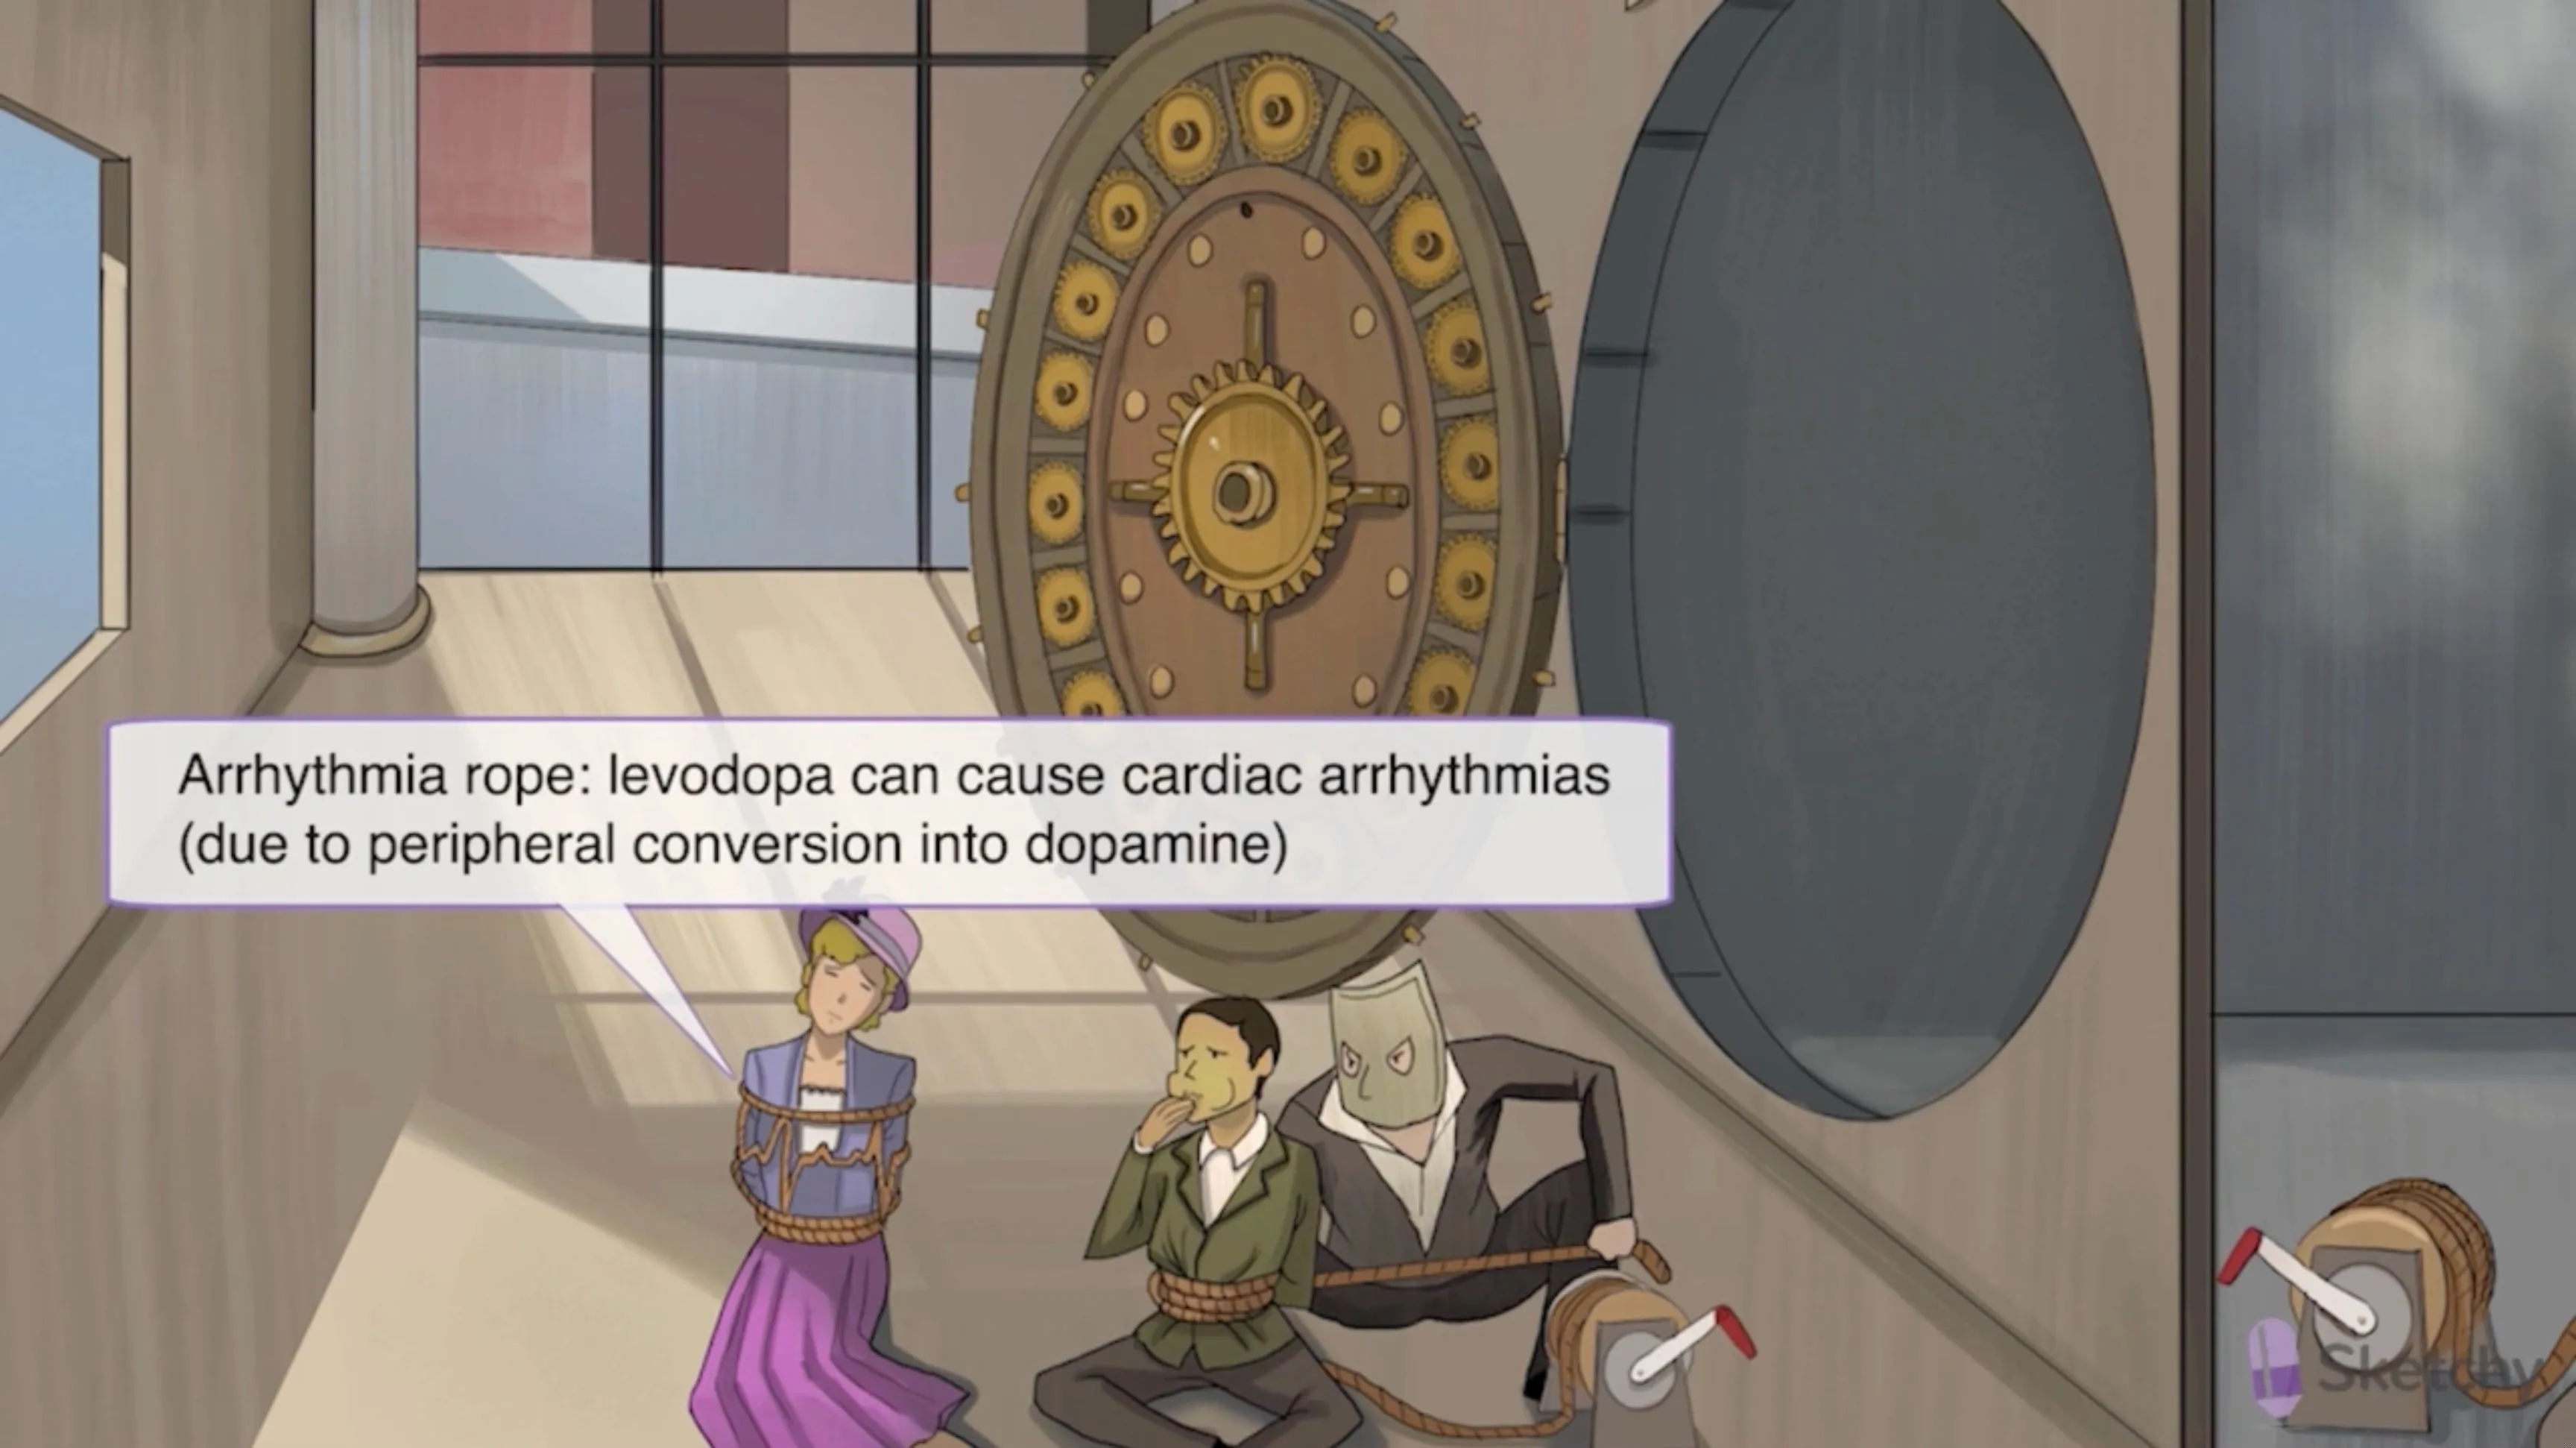 Arrhythmia rope: levodopa can cause cardiac arrhythmias
(due to peripheral conversion into dopamine)
Sketchy